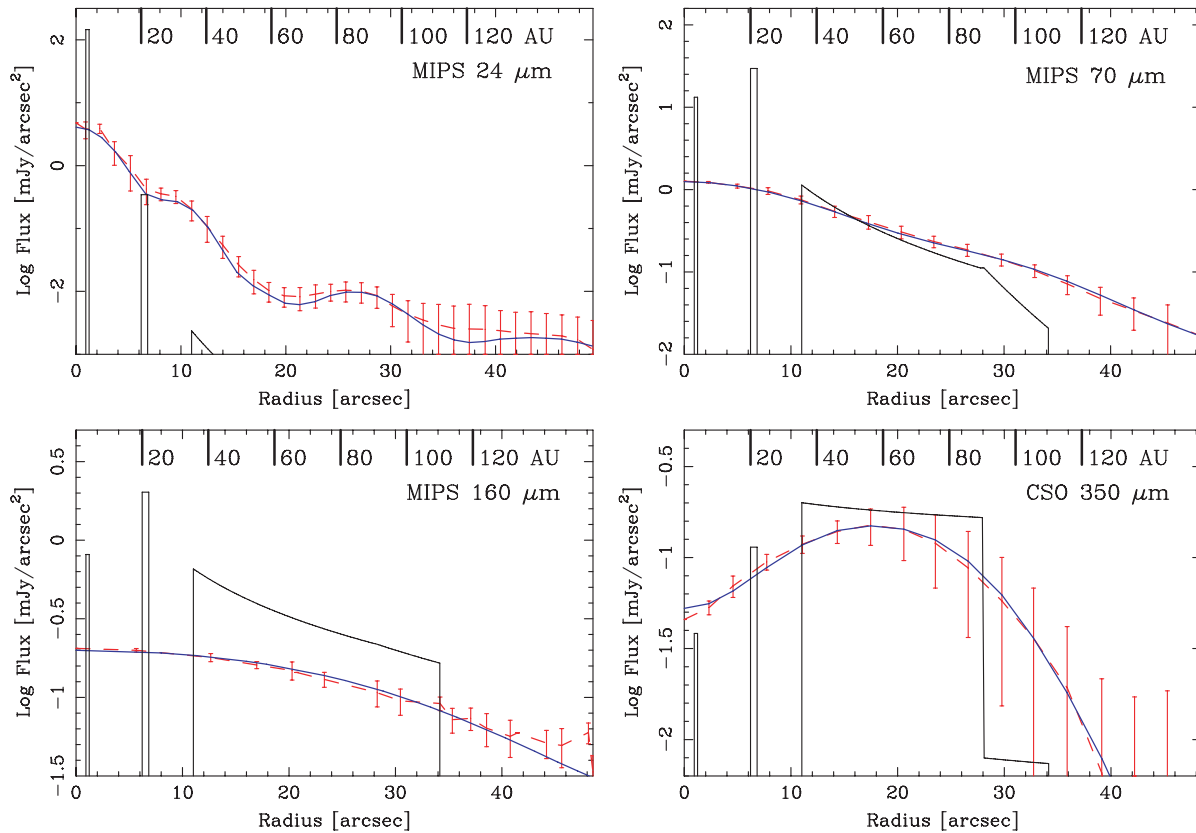 20 40 60 80 100 120 AU
MIPS 24 μm
2
0
−2
Log Flux [mJy/arcsec²]
0 10 20 30 40
Radius [arcsec]
20 40 60 80 100 120 AU
MIPS 70 μm
2
1
0
−1
−2
Log Flux [mJy/arcsec²]
0 10 20 30 40
Radius [arcsec]
20 40 60 80 100 120 AU
MIPS 160 μm
0.5
0
−0.5
−1
−1.5
Log Flux [mJy/arcsec²]
0 10 20 30 40
Radius [arcsec]
20 40 60 80 100 120 AU
CSO 350 μm
−0.5
−1
−1.5
−2
Log Flux [mJy/arcsec²]
0 10 20 30 40
Radius [arcsec]